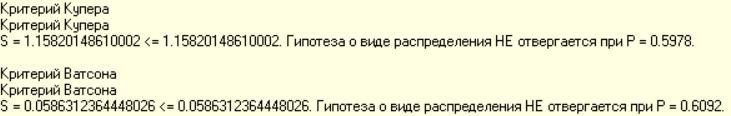 Критерий Купера
Критерий Купера
S = 1.15820148610002 <= 1.15820148610002. Гипотеза о виде распределения НЕ отвергается при P = 0.5978.
Критерий Ватсона
Критерий Ватсона
S = 0.0586312364448026 <= 0.0586312364448026. Гипотеза о виде распределения НЕ отвергается при P = 0.6092.